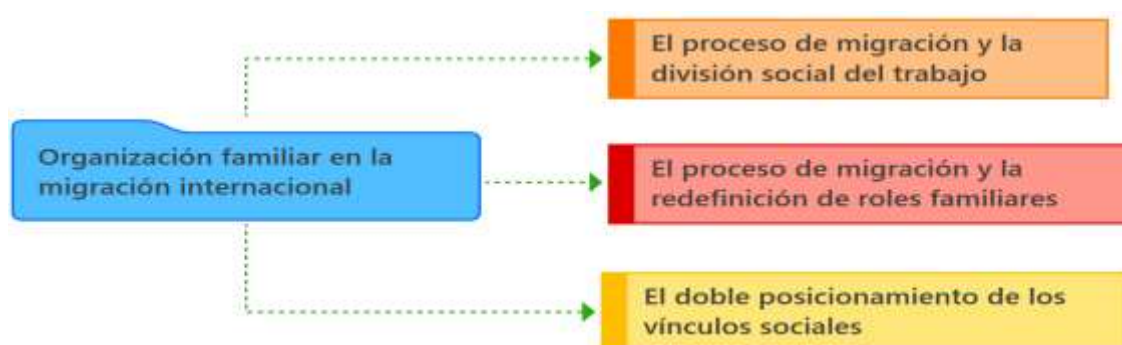 El proceso de migración y la
división social del trabajo
Organización familiar en la
migración internacional
El proceso de migración y la
redefinición de roles familiares
El doble posicionamiento de los
vínculos sociales